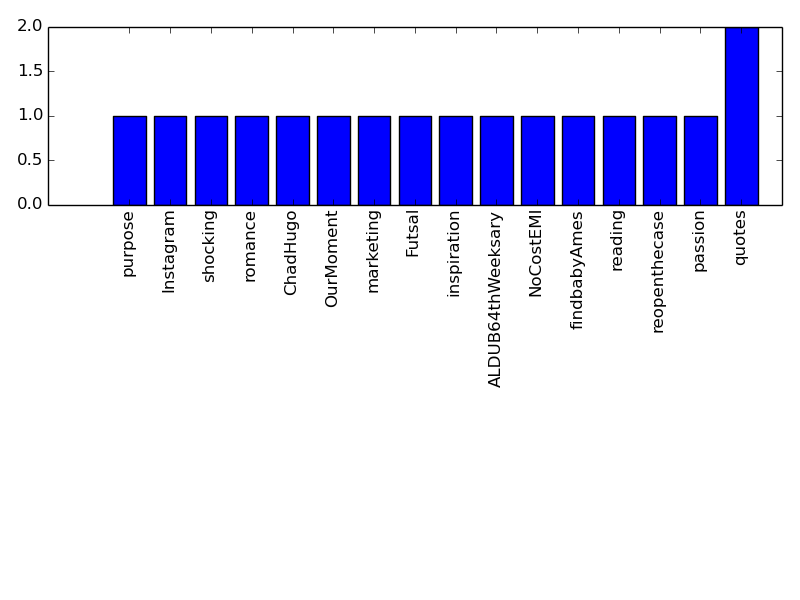 2.0
1.5
1.0
0.5
0.0
purpose
Instagram
shocking
romance
ChadHugo
OurMoment
marketing
Futsal
inspiration
ALDUB64thWeeksary
NoCostEMI
findbabyAmes
reading
reopenthecase
passion
quotes